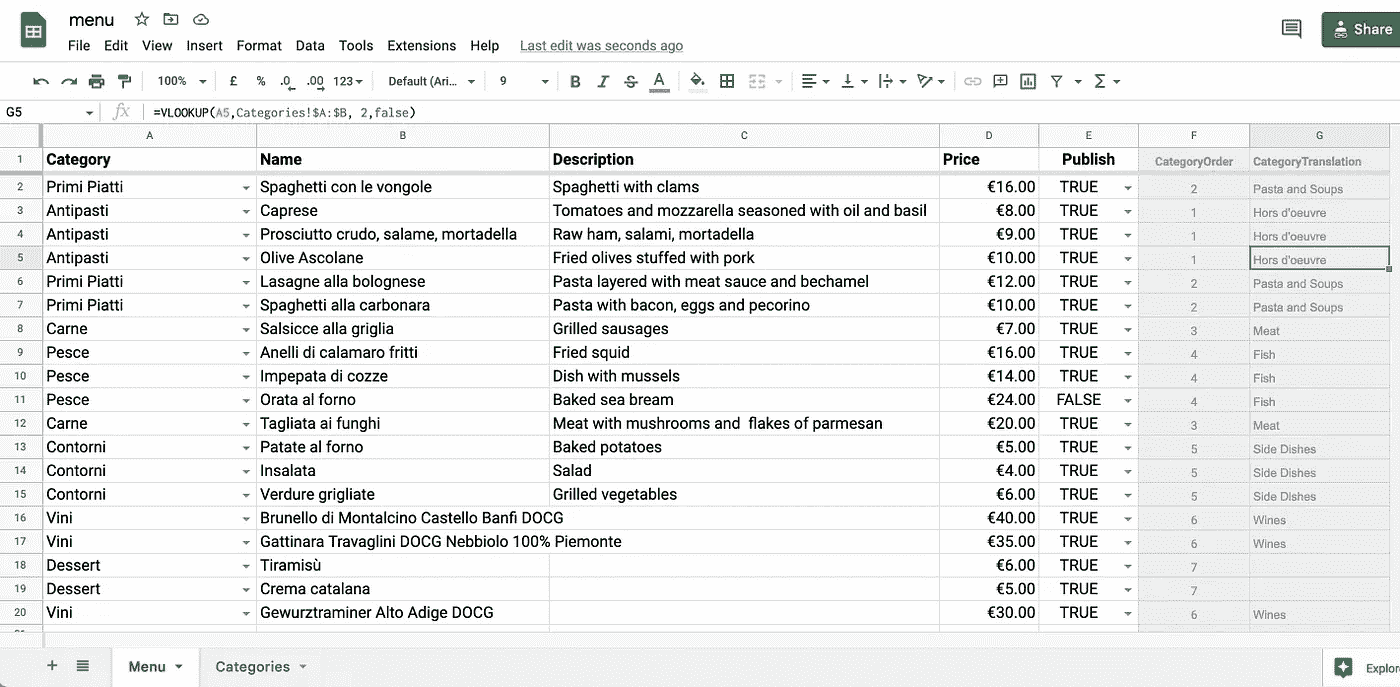 menu
File Edit View Insert Format Data Tools Extensions Help Last edit was seconds ago
Share
100% £ % .0 .00 123 Default (Ari... 9 B I S A
G5 fx =VLOOKUP(A5,Categories!$A:$B, 2,false)
A B C D E F G
1 Category Name Description Price Publish CategoryOrder CategoryTranslation
2 Primi Piatti Spaghetti con le vongole Spaghetti with clams €16.00 TRUE 2 Pasta and Soups
3 Antipasti Caprese Tomatoes and mozzarella seasoned with oil and basil €8.00 TRUE 1 Hors d'oeuvre
4 Antipasti Prosciutto crudo, salame, mortadella Raw ham, salami, mortadella €9.00 TRUE 1 Hors d'oeuvre
5 Antipasti Olive Ascolane Fried olives stuffed with pork €10.00 TRUE 1 Hors d'oeuvre
6 Primi Piatti Lasagne alla bolognese Pasta layered with meat sauce and bechamel €12.00 TRUE 2 Pasta and Soups
7 Primi Piatti Spaghetti alla carbonara Pasta with bacon, eggs and pecorino €10.00 TRUE 2 Pasta and Soups
8 Carne Salsicce alla griglia Grilled sausages €7.00 TRUE 3 Meat
9 Pesce Anelli di calamaro fritti Fried squid €16.00 TRUE 4 Fish
10 Pesce Impepata di cozze Dish with mussels €14.00 TRUE 4 Fish
11 Pesce Orata al forno Baked sea bream €24.00 FALSE 4 Fish
12 Carne Tagliata ai funghi Meat with mushrooms and  flakes of parmesan €20.00 TRUE 3 Meat
13 Contorni Patate al forno Baked potatoes €5.00 TRUE 5 Side Dishes
14 Contorni Insalata Salad €4.00 TRUE 5 Side Dishes
15 Contorni Verdure grigliate Grilled vegetables €6.00 TRUE 5 Side Dishes
16 Vini Brunello di Montalcino Castello Banfi DOCG €40.00 TRUE 6 Wines
17 Vini Gattinara Travaglini DOCG Nebbiolo 100% Piemonte €35.00 TRUE 6 Wines
18 Dessert Tiramisù €6.00 TRUE 7
19 Dessert Crema catalana €5.00 TRUE 7
20 Vini Gewurztraminer Alto Adige DOCG €30.00 TRUE 6 Wines
Menu Categories Explor